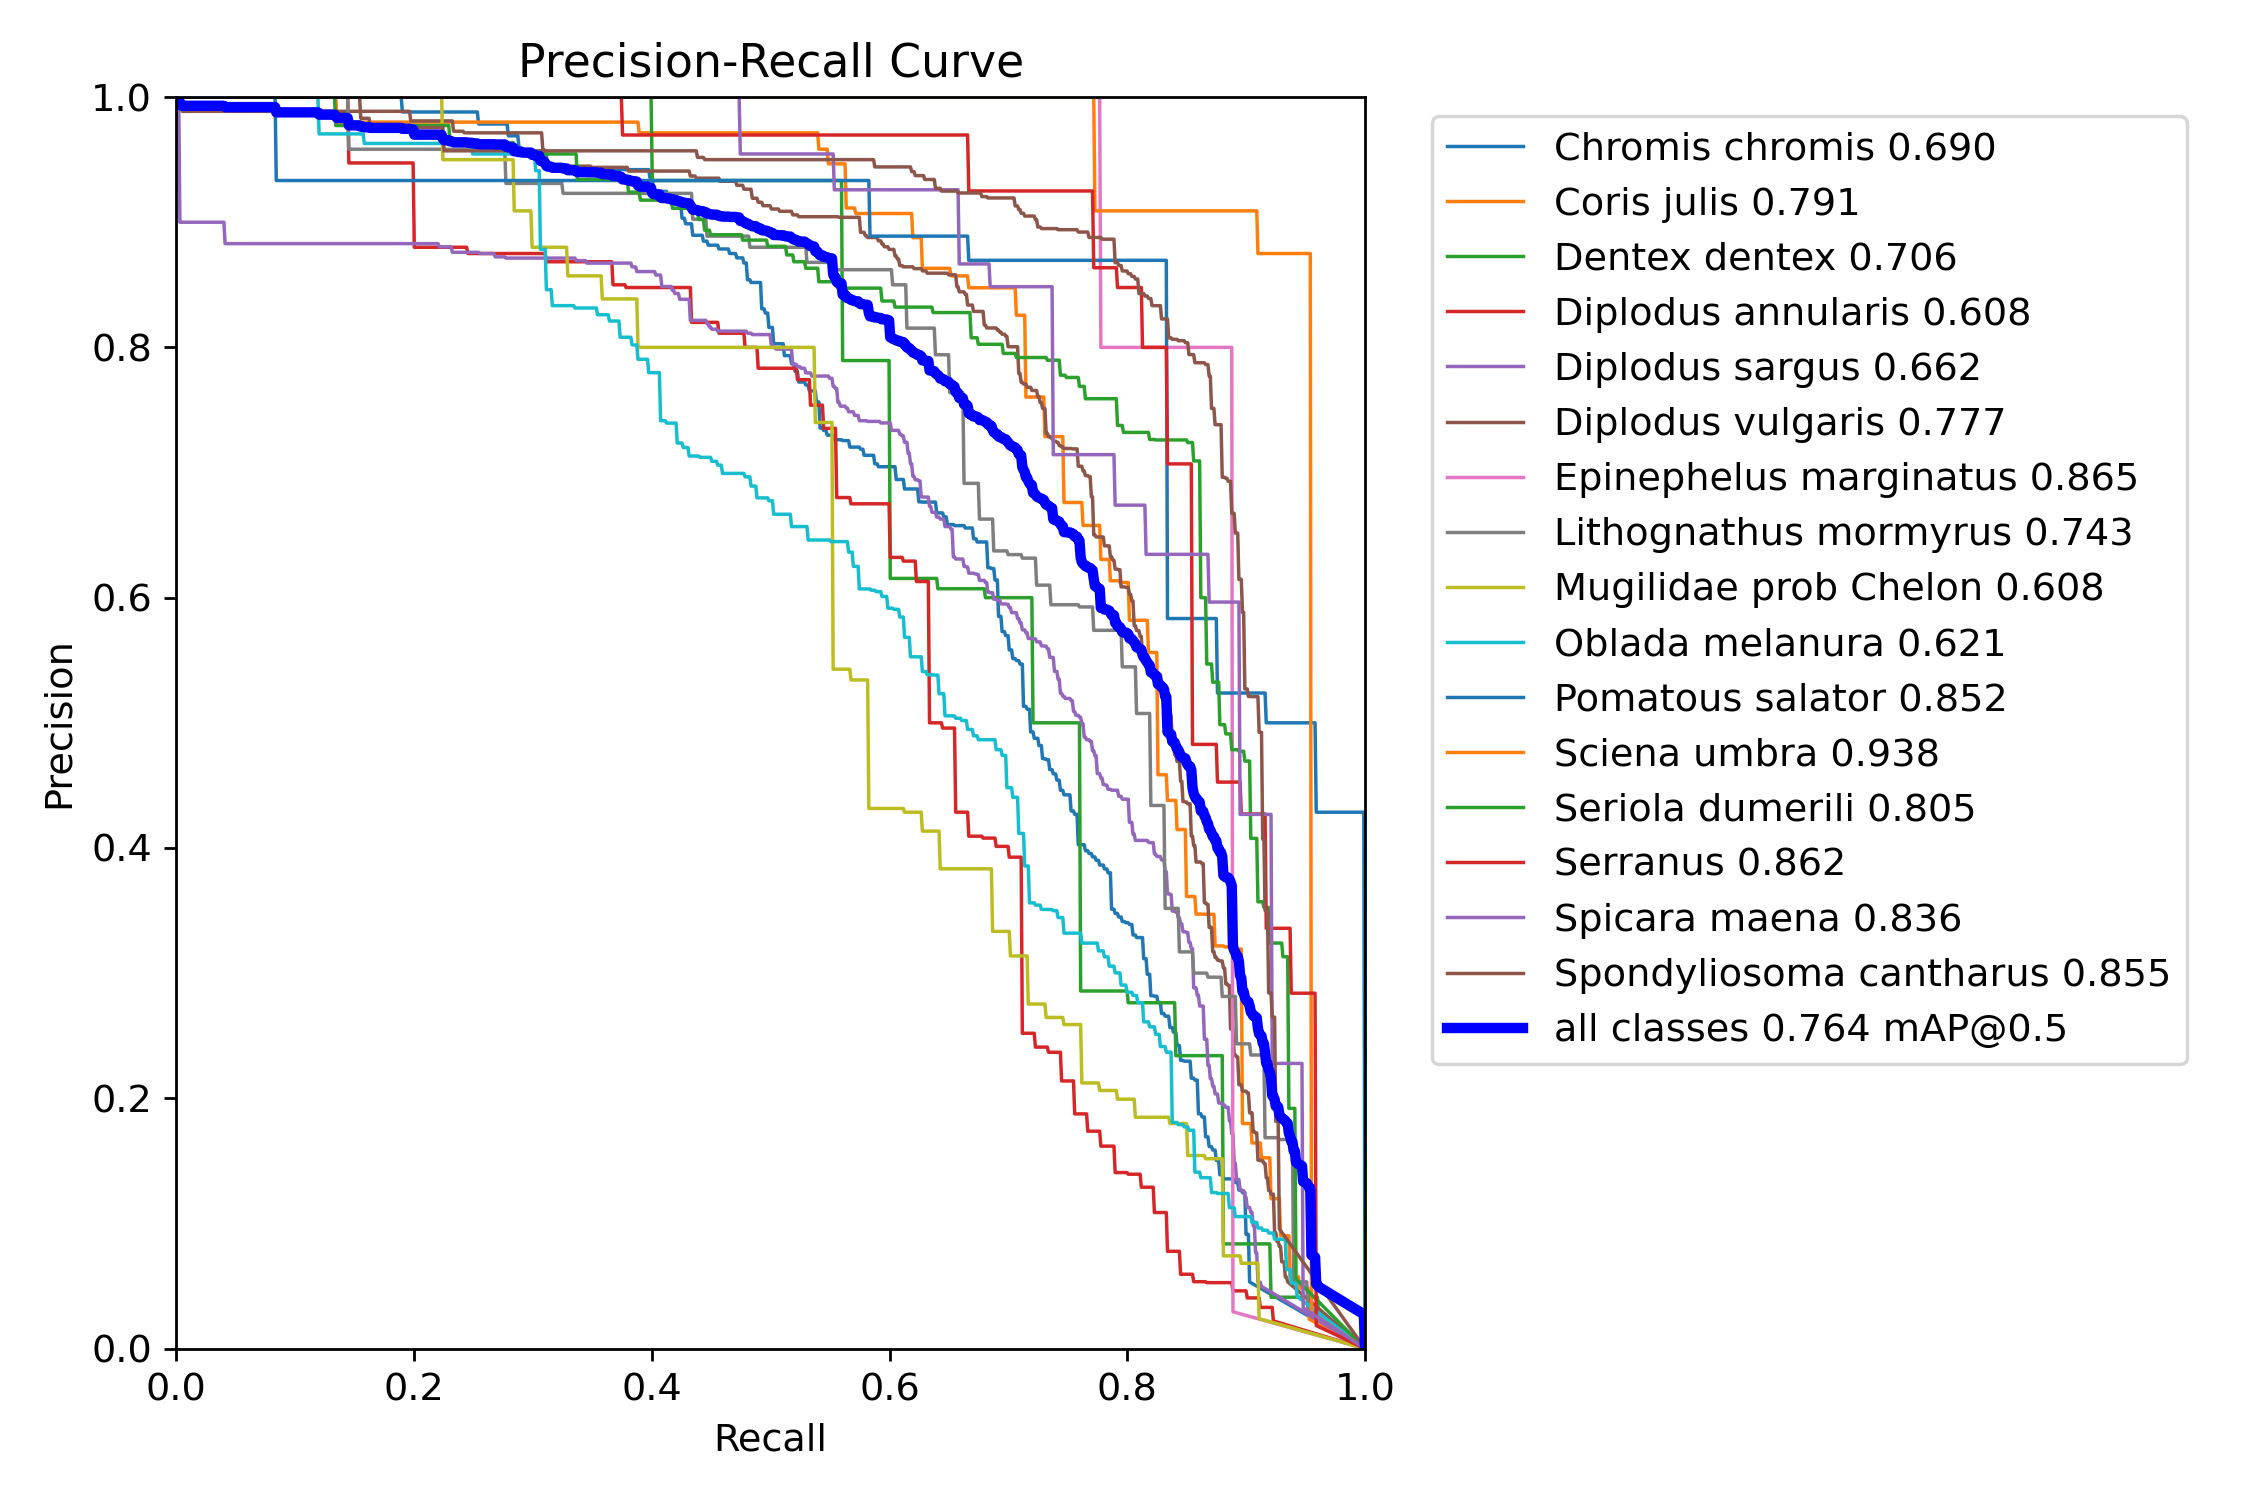 Precision-Recall Curve
1.0
0.8
0.6
0.4
0.2
0.0
Precision
0.0 0.2 0.4 0.6 0.8 1.0
Recall
Chromis chromis 0.690
Coris julis 0.791
Dentex dentex 0.706
Diplodus annularis 0.608
Diplodus sargus 0.662
Diplodus vulgaris 0.777
Epinephelus marginatus 0.865
Lithognathus mormyrus 0.743
Mugilidae prob Chelon 0.608
Oblada melanura 0.621
Pomatous salator 0.852
Sciena umbra 0.938
Seriola dumerili 0.805
Serranus 0.862
Spicara maena 0.836
Spondyliosoma cantharus 0.855
all classes 0.764 mAP@0.5